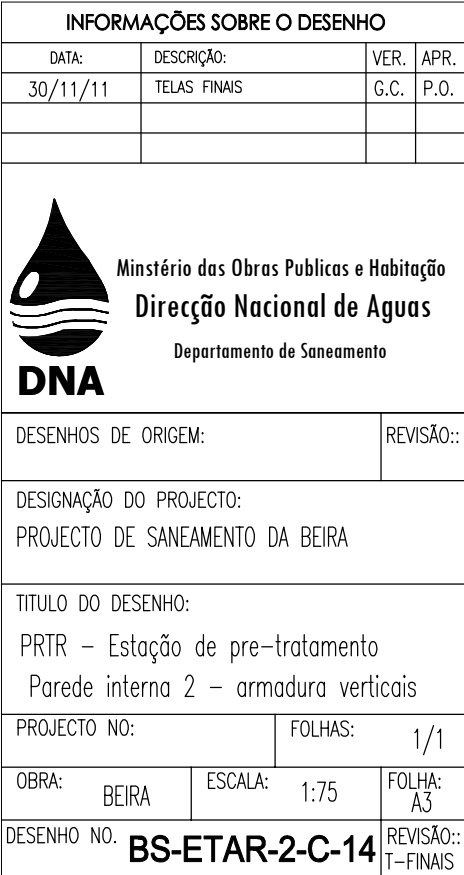 INFORMAÇÕES SOBRE O DESENHO
DATA: DESCRIÇÃO: VER. APR.
30/11/11 TELAS FINAIS G.C. P.O.
Minstério das Obras Publicas e Habitação
Direcção Nacional de Aguas
Departamento de Saneamento
DNA
DESENHOS DE ORIGEM: REVISÃO::
DESIGNAÇÃO DO PROJECTO:
PROJECTO DE SANEAMENTO DA BEIRA
TITULO DO DESENHO:
PRTR - Estação de pre-tratamento
Parede interna 2 - armadura verticais
PROJECTO NO: FOLHAS: 1/1
OBRA: BEIRA ESCALA: 1:75 FOLHA: A3
DESENHO NO. BS-ETAR-2-C-14 REVISÃO:: T-FINAIS